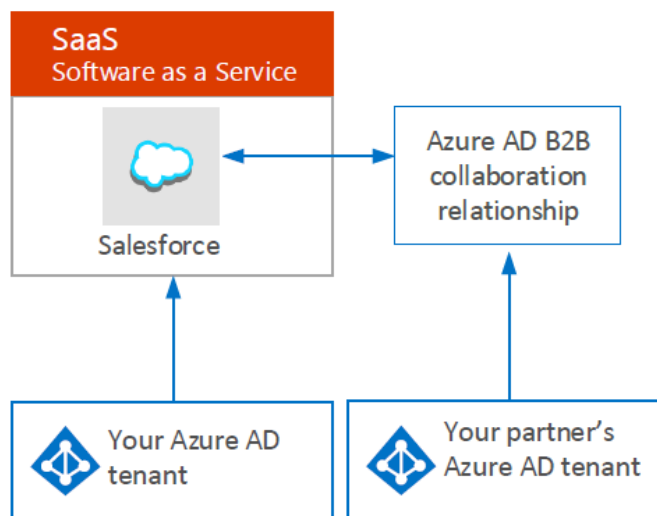 SaaS
Software as a Service
Salesforce
Azure AD B2B
collaboration
relationship
Your Azure AD
tenant
Your partner's
Azure AD tenant